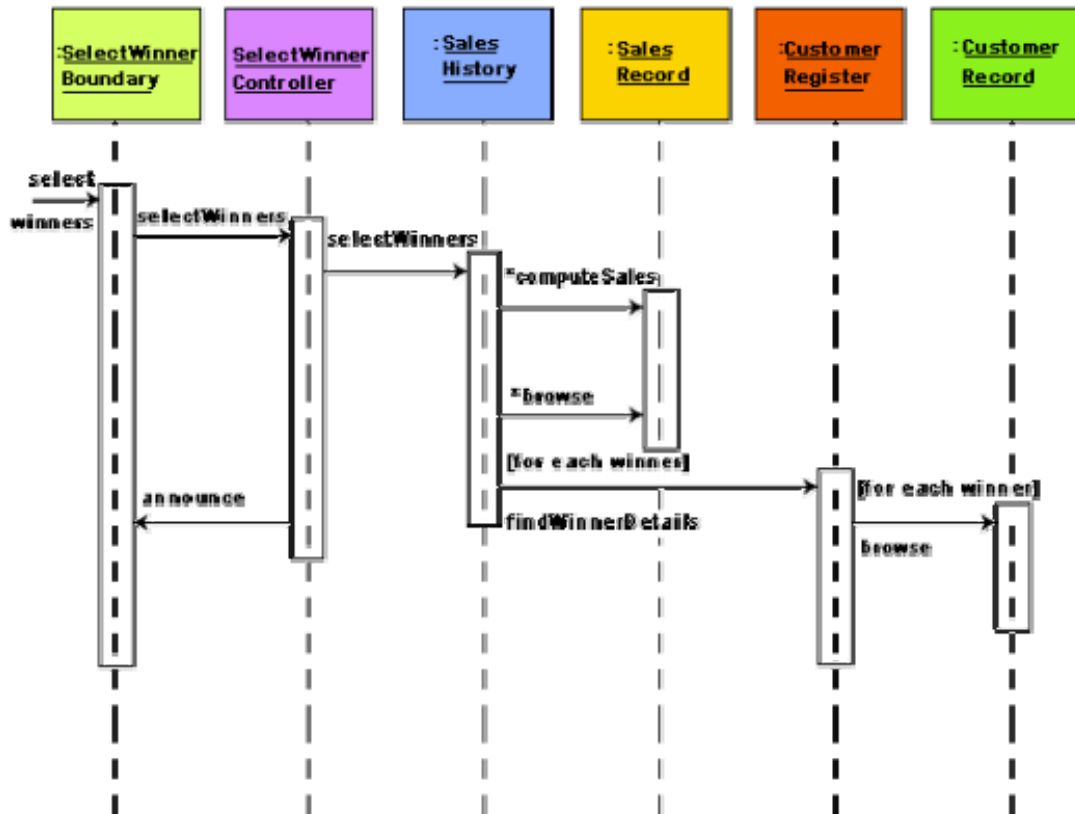 :SelectWinner
Boundary
SelectWinner
Controller
:Sales
History
:Sales
Record
:Customer
Register
:Customer
Record
select
winners
selectWinners
selectWinners
*computeSales
*browse
[for each winner]
findWinnerDetails
[for each winner]
browse
announce